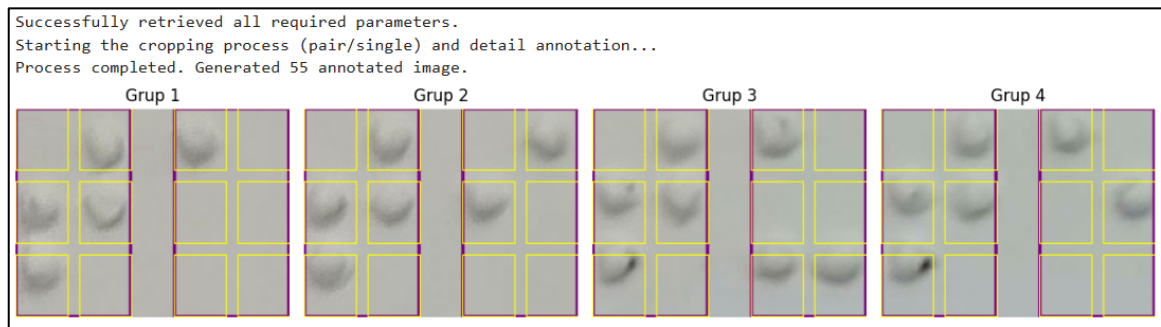 Successfully retrieved all required parameters.
Starting the cropping process (pair/single) and detail annotation...
Process completed. Generated 55 annotated image.
Grup 1 Grup 2 Grup 3 Grup 4